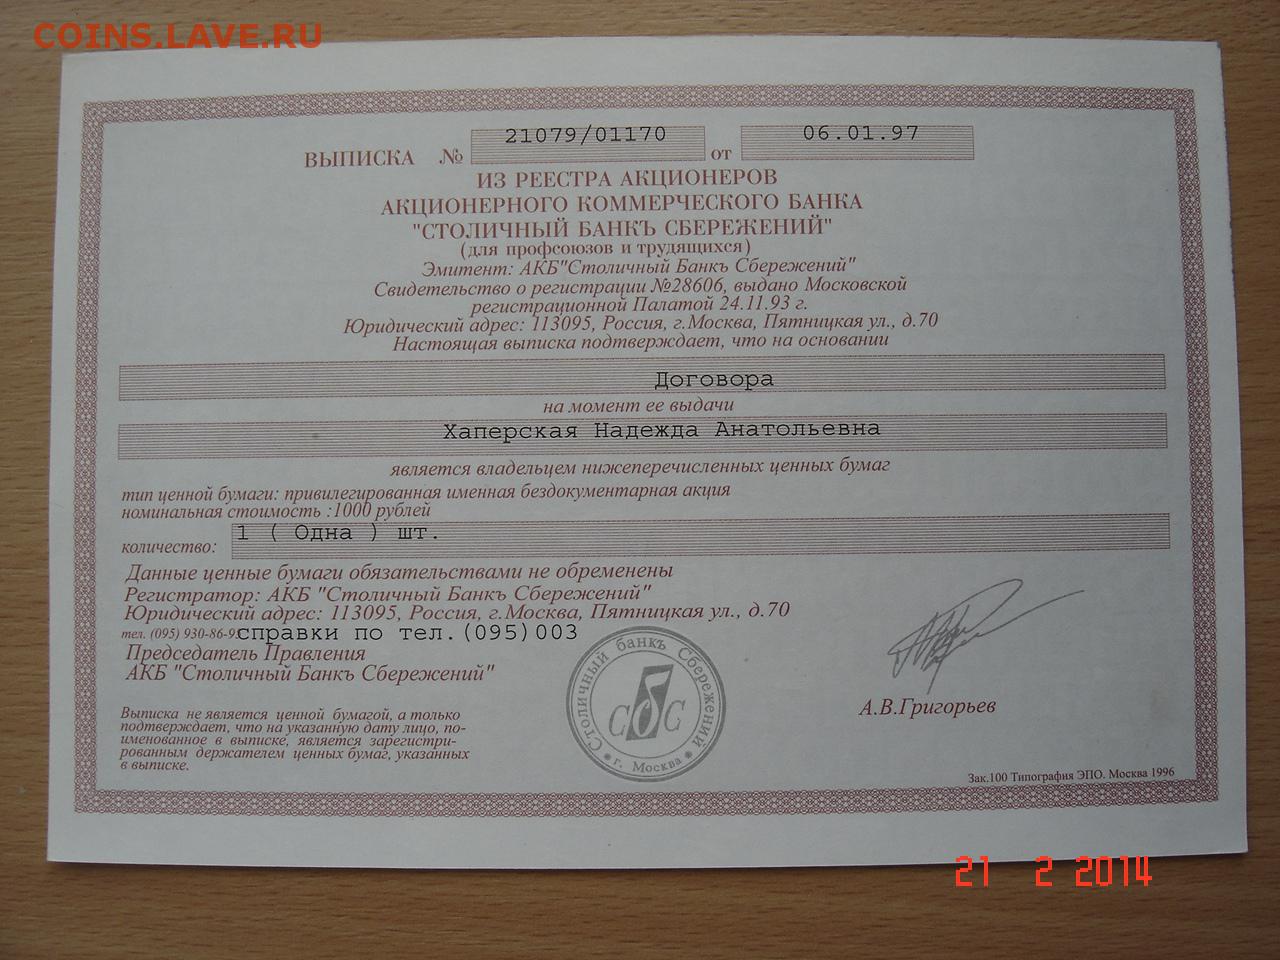 COINS.LAVE.RU
ВЫПИСКА № 21079/01170 от 06.01.97
ИЗ РЕЕСТРА АКЦИОНЕРОВ
АКЦИОНЕРНОГО КОММЕРЧЕСКОГО БАНКА
"СТОЛИЧНЫЙ БАНКЪ СБЕРЕЖЕНИЙ"
(для профсоюзов и трудящихся)
Эмитент: АКБ"Столичный Банкъ Сбережений"
Свидетельство о регистрации №28606, выдано Московской
регистрационной Палатой 24.11.93 г.
Юридический адрес: 113095, Россия, г.Москва, Пятницкая ул., д.70
Настоящая выписка подтверждает, что на основании
Договора
на момент ее выдачи
Хаперская Надежда Анатольевна
является владельцем нижеперечисленных ценных бумаг
тип ценной бумаги: привилегированная именная бездокументарная акция
номинальная стоимость :1000 рублей
количество: 1 ( Одна ) шт.
Данные ценные бумаги обязательствами не обременены
Регистратор: АКБ "Столичный Банкъ Сбережений"
Юридический адрес: 113095, Россия, г.Москва, Пятницкая ул., д.70
тел. (095) 930-86-9 справки по тел.(095)003
Председатель Правления
АКБ "Столичный Банкъ Сбережений"
Столичный банкъ Сбережений
СбС
г. Москва
А.В.Григорьев
Выписка не является ценной бумагой, а только
подтверждает, что на указанную дату лицо, по-
именованное в выписке, является зарегистри-
рованным держателем ценных бумаг, указанных
в выписке.
Зак.100 Типография ЭПО. Москва 1996
21 2 2014